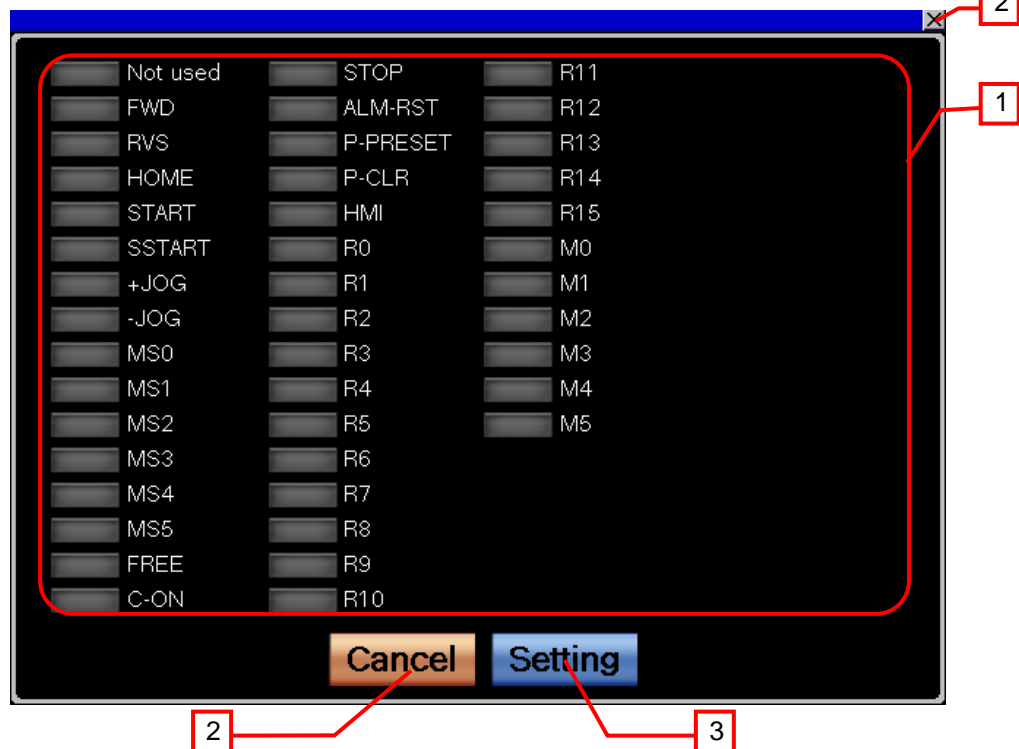 2
1
Not used
FWD
RVS
HOME
START
SSTART
+JOG
-JOG
MS0
MS1
MS2
MS3
MS4
MS5
FREE
C-ON
STOP
ALM-RST
P-PRESET
P-CLR
HMI
R0
R1
R2
R3
R4
R5
R6
R7
R8
R9
R10
R11
R12
R13
R14
R15
M0
M1
M2
M3
M4
M5
Cancel
Setting
2
3